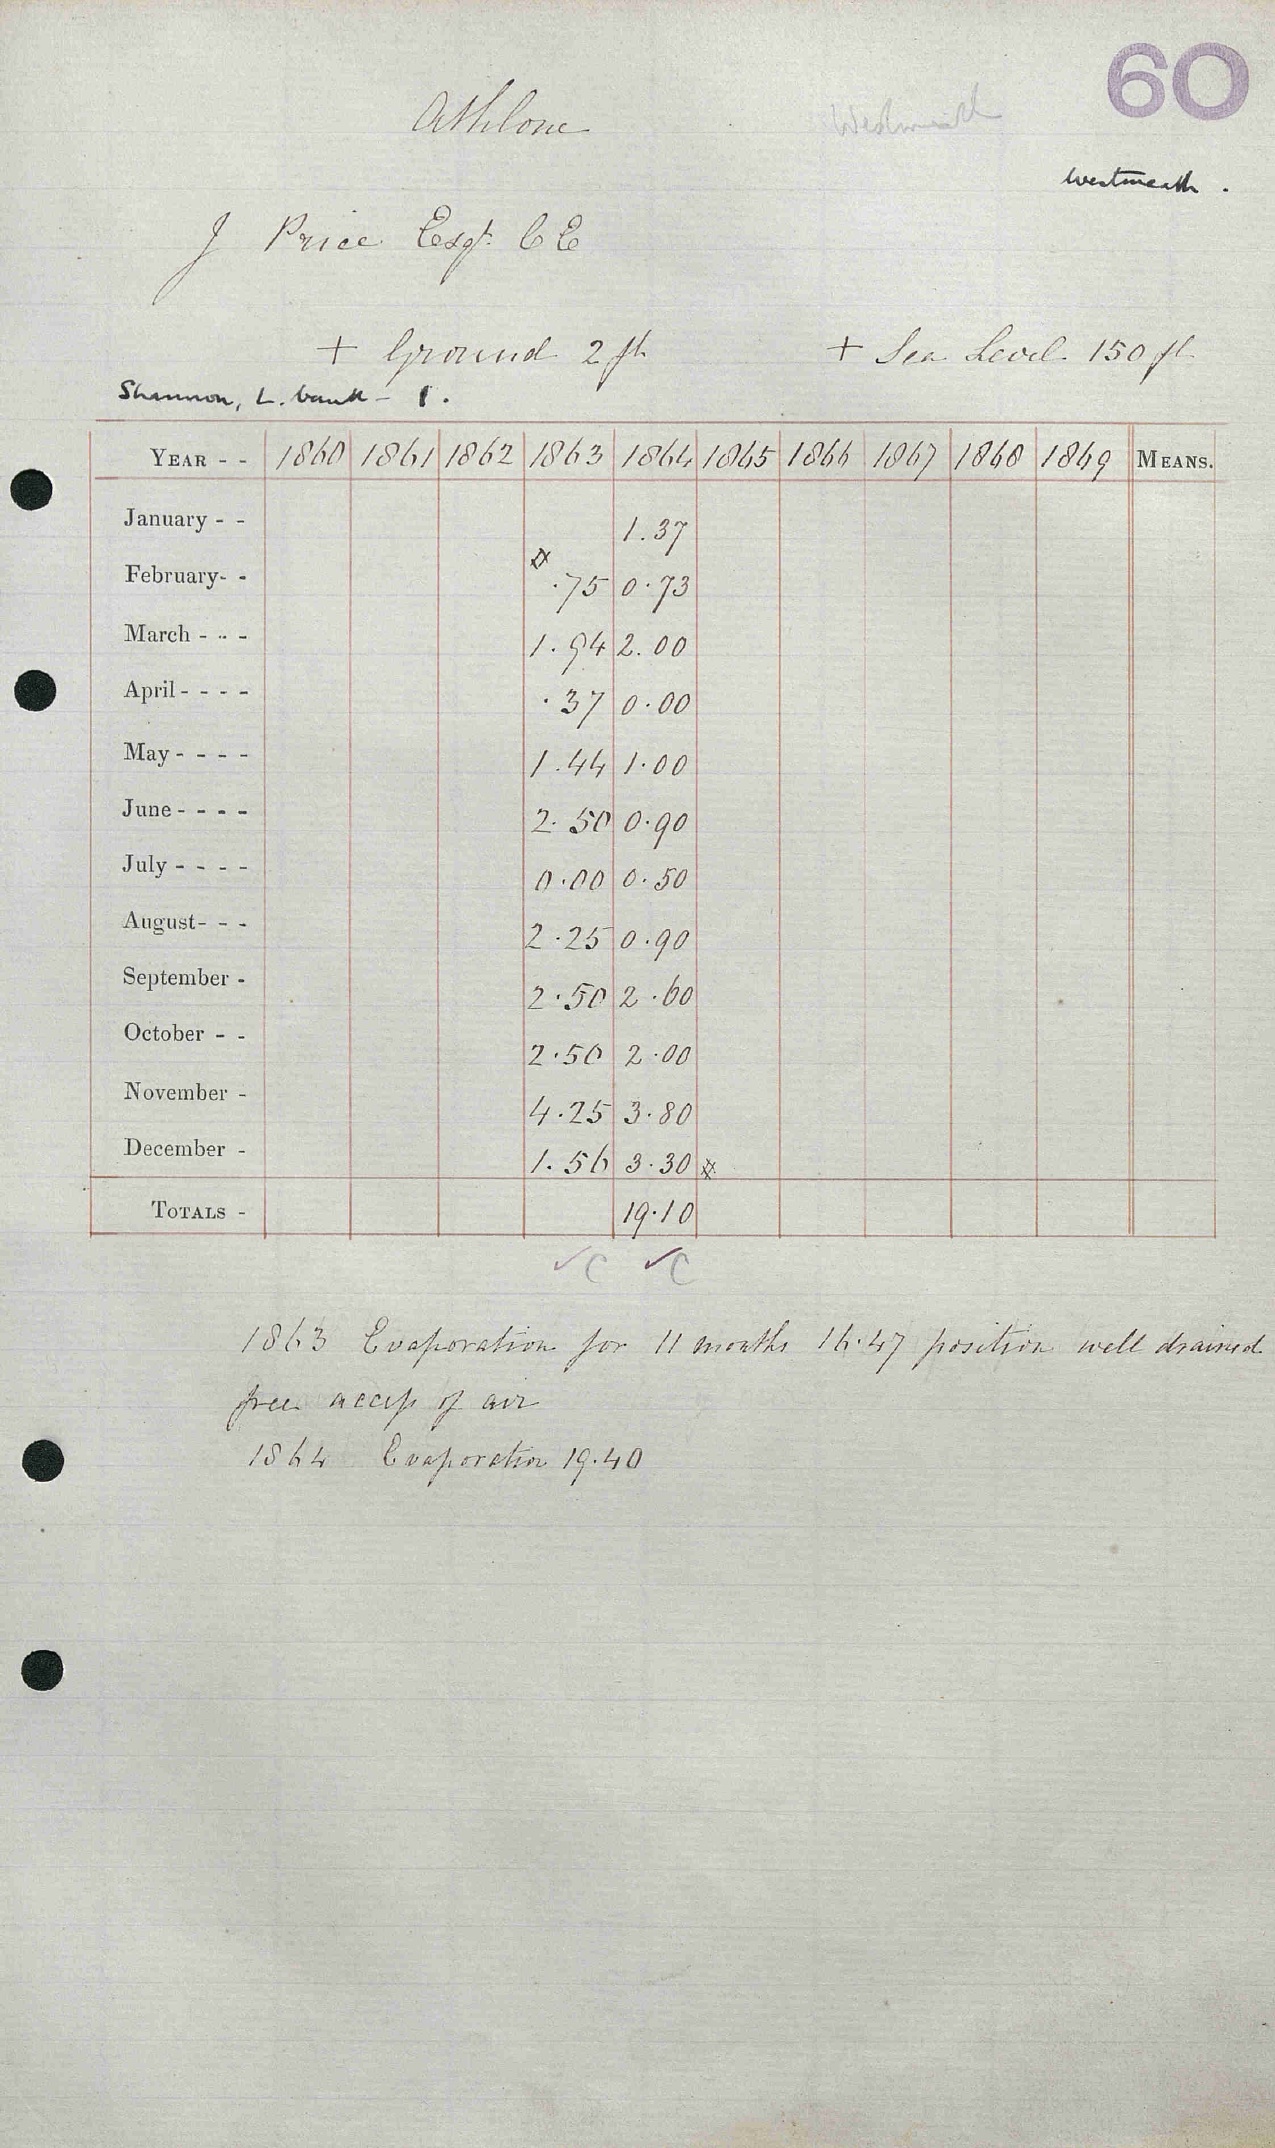 60
Athlone
Westmeath
Westmeath.
J Price Esqr. C E
+ Ground 2 ft + Sea Level 150 ft
Shannon, L. bank - 1.
YEAR - - 1860 1861 1862 1863 1864 1865 1866 1867 1868 1869 MEANS.
January - - 1.37
February - - .75 0.73
March - - - 1.94 2.00
April - - - - .37 0.00
May - - - - 1.44 1.00
June - - - - 2.50 0.90
July - - - - 0.00 0.50
August - - - 2.25 0.90
September - 2.50 2.60
October - - 2.50 2.00
November - 4.25 3.80
December - 1.56 3.30
TOTALS - 19.10
✓C ✓C
1863 Evaporation for 11 months 16.47 position well drained
free access of air
1864 Evaporation 19.40